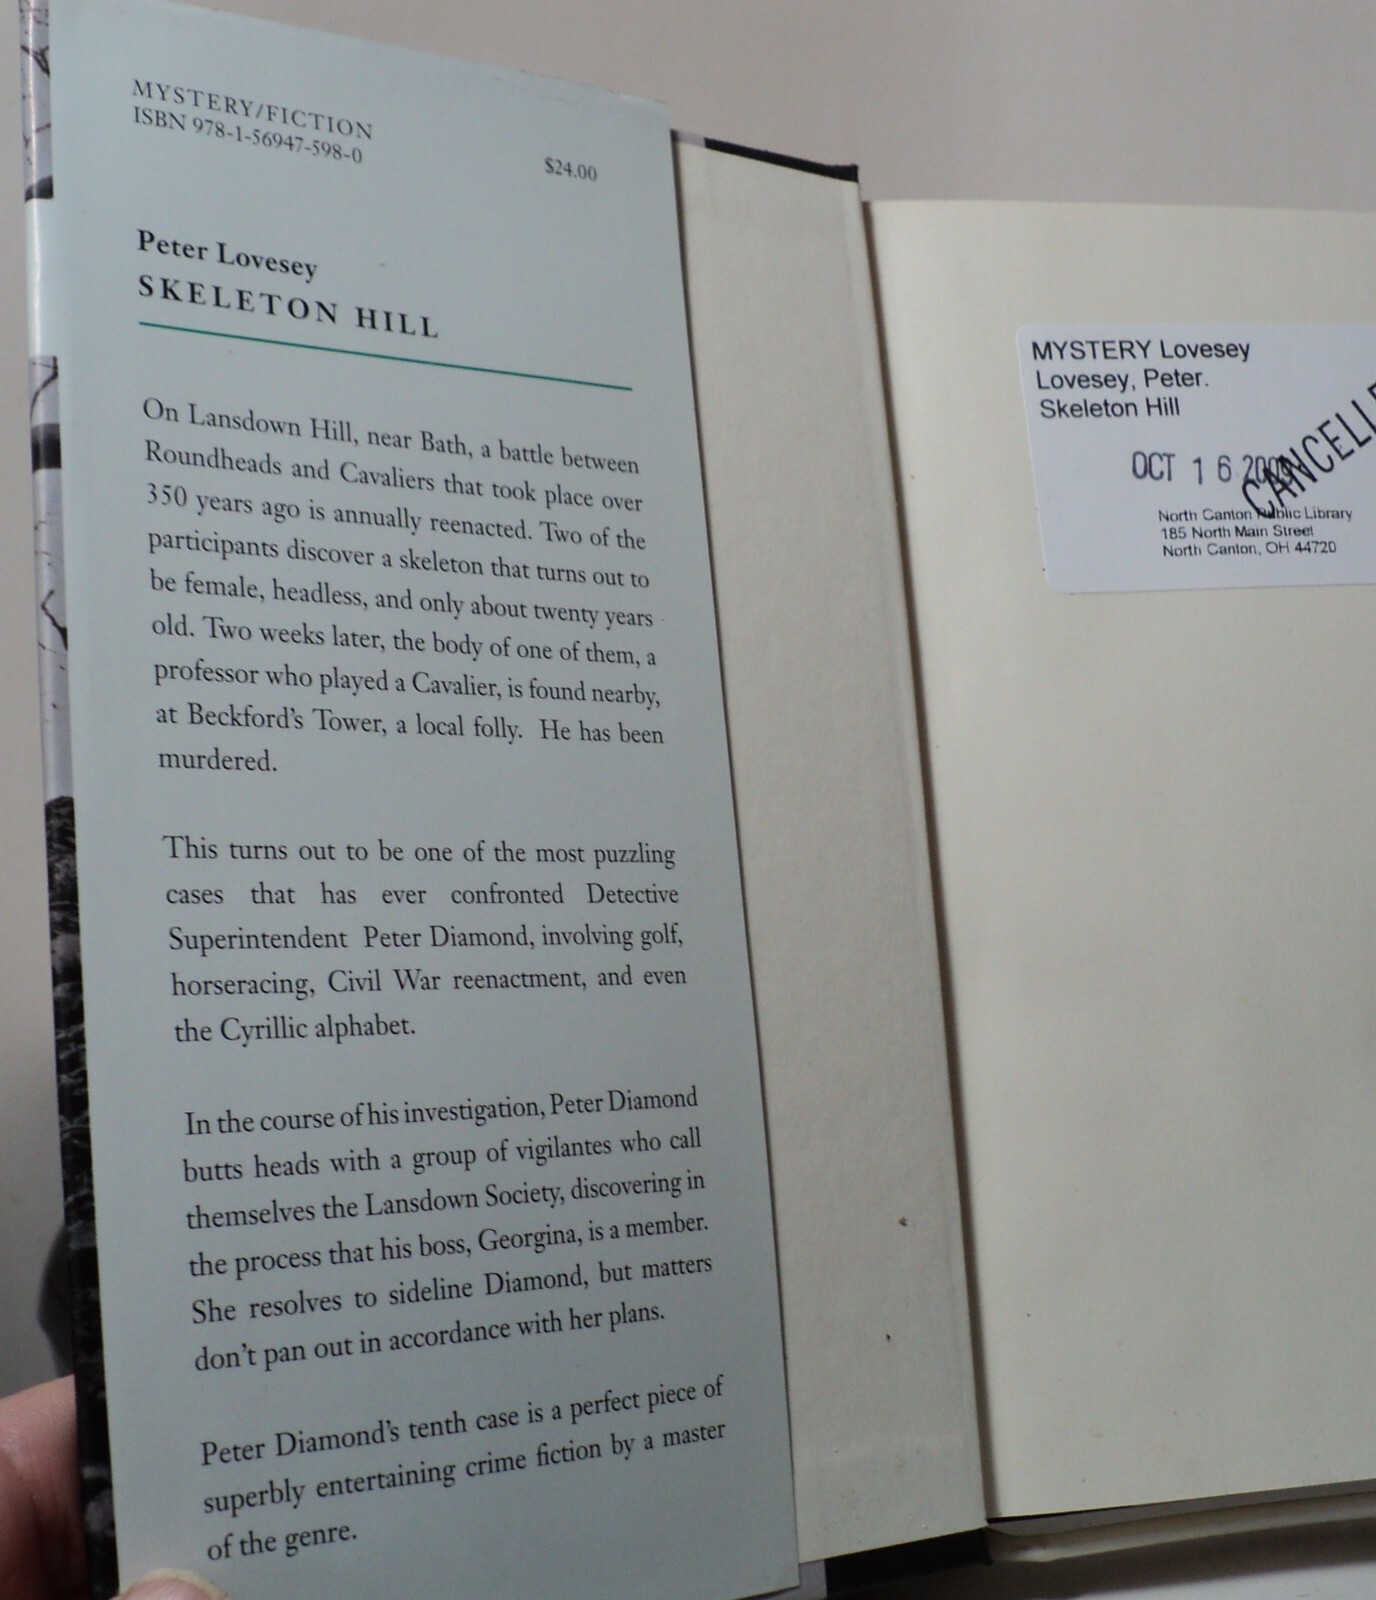 MYSTERY/FICTION
ISBN 978-1-56947-598-0
$24.00
Peter Lovesey
SKELETON HILL
On Lansdown Hill, near Bath, a battle between
Roundheads and Cavaliers that took place over
350 years ago is annually reenacted. Two of the
participants discover a skeleton that turns out to
be female, headless, and only about twenty years
old. Two weeks later, the body of one of them, a
professor who played a Cavalier, is found nearby,
at Beckford's Tower, a local folly. He has been
murdered.
This turns out to be one of the most puzzling
cases that has ever confronted Detective
Superintendent Peter Diamond, involving golf,
horseracing, Civil War reenactment, and even
the Cyrillic alphabet.
In the course of his investigation, Peter Diamond
butts heads with a group of vigilantes who call
themselves the Lansdown Society, discovering in
the process that his boss, Georgina, is a member.
She resolves to sideline Diamond, but matters
don't pan out in accordance with her plans.
Peter Diamond's tenth case is a perfect piece of
superbly entertaining crime fiction by a master
of the genre.
MYSTERY Lovesey
Lovesey, Peter.
Skeleton Hill
OCT 16
CANCELLE
North Canton Public Library
185 North Main Street
North Canton, OH 44720